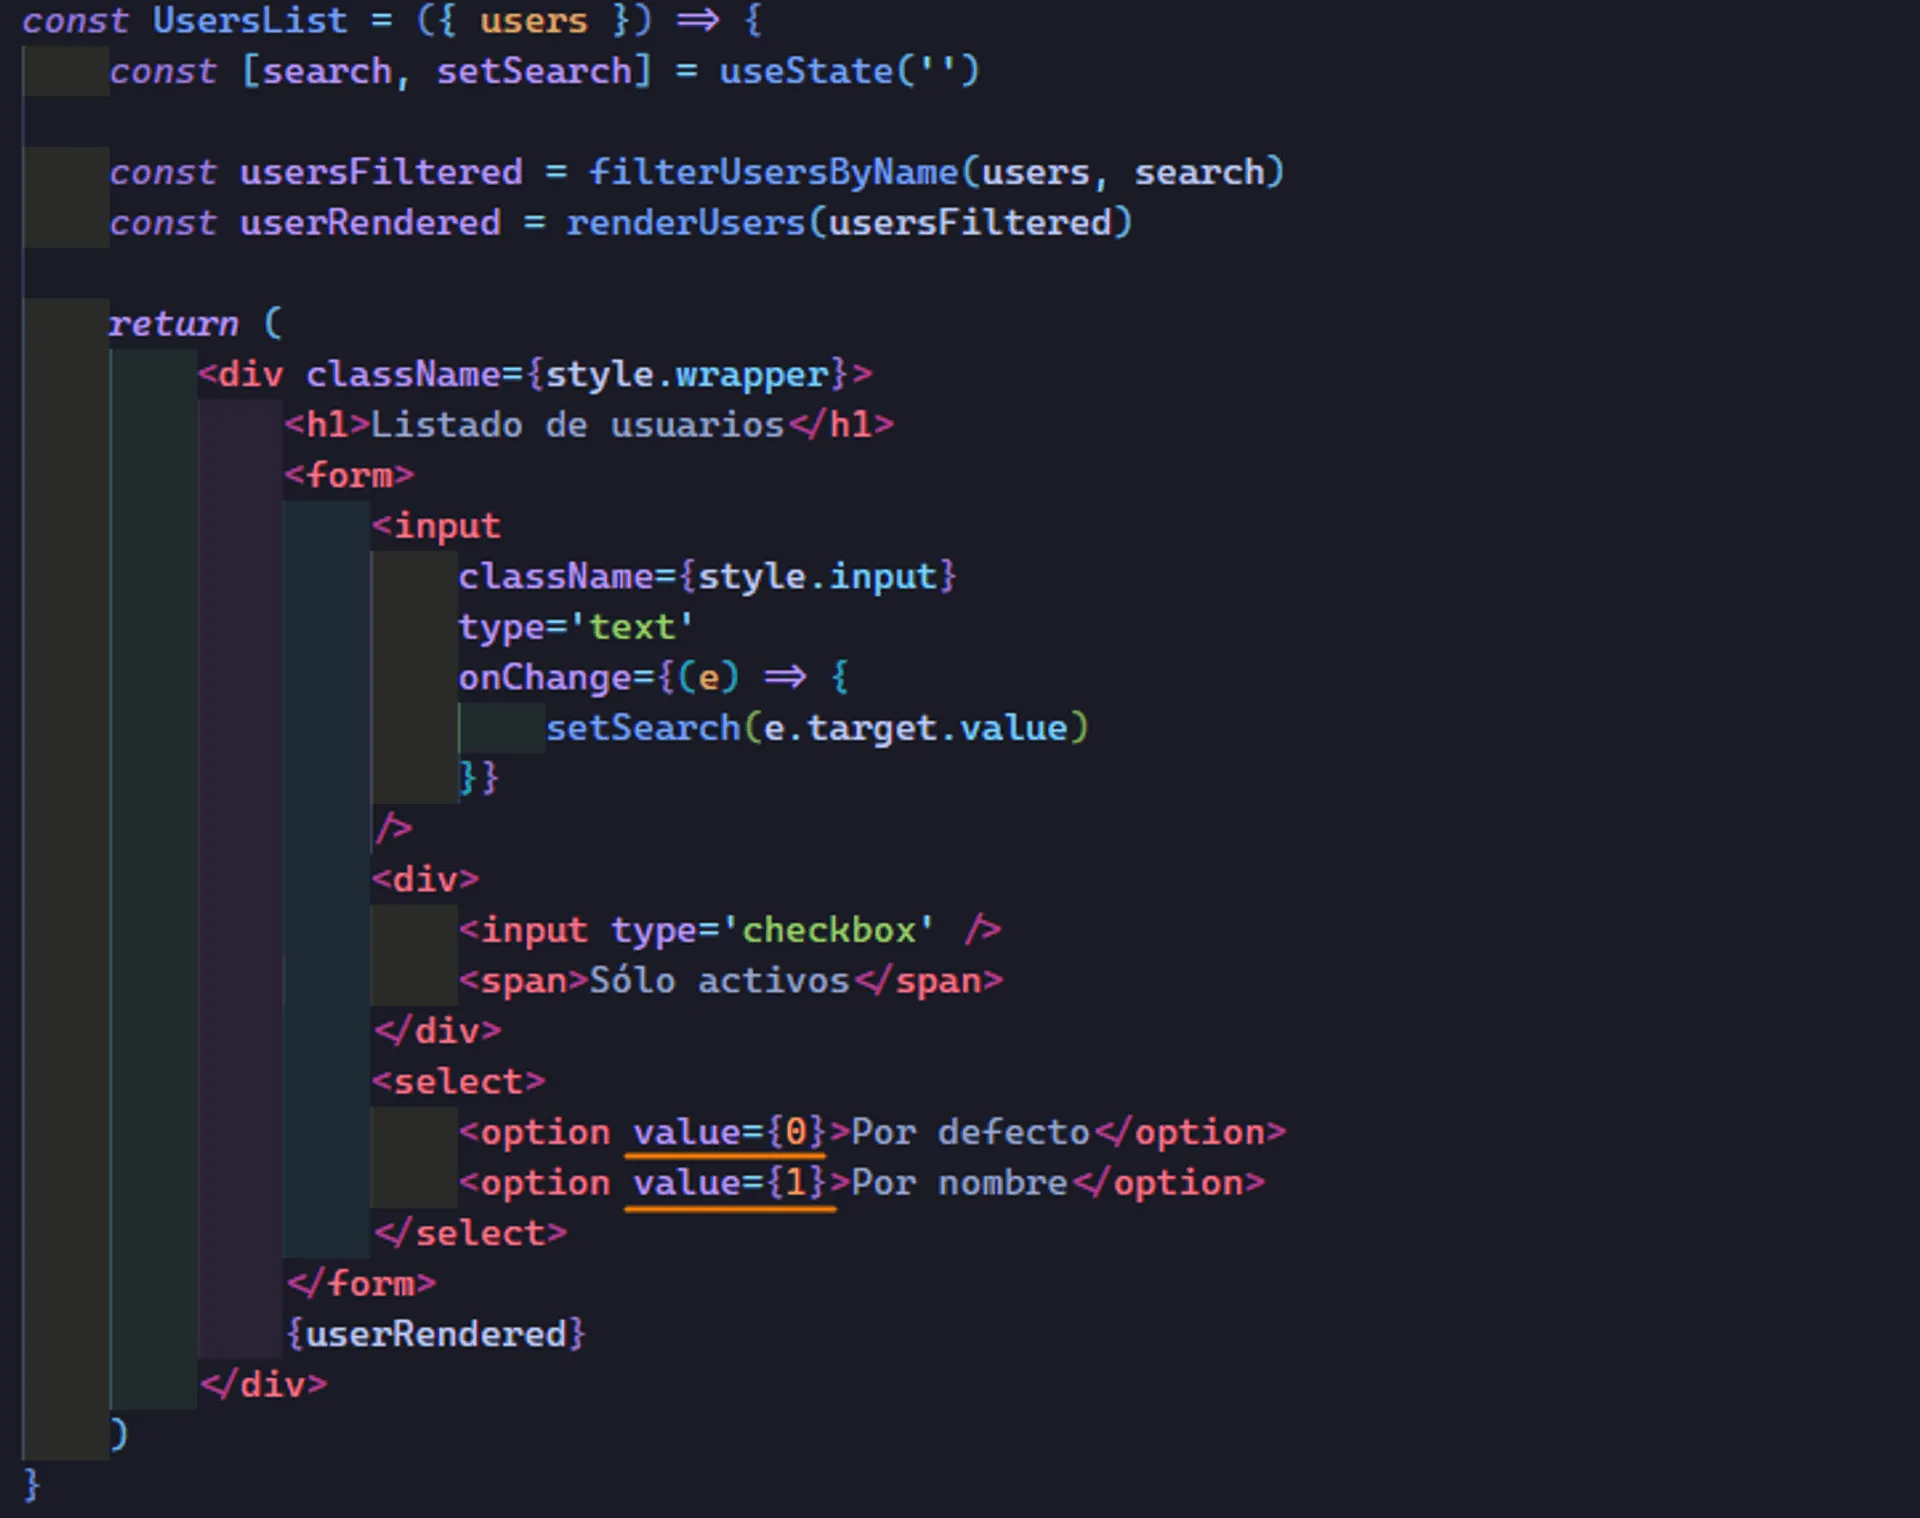 const UsersList = ({ users }) => {
    const [search, setSearch] = useState('')

    const usersFiltered = filterUsersByName(users, search)
    const userRendered = renderUsers(usersFiltered)

    return (
        <div className={style.wrapper}>
            <h1>Listado de usuarios</h1>
            <form>
                <input
                    className={style.input}
                    type='text'
                    onChange={(e) => {
                        setSearch(e.target.value)
                    }}
                />
                <div>
                    <input type='checkbox' />
                    <span>Sólo activos</span>
                </div>
                <select>
                    <option value={0}>Por defecto</option>
                    <option value={1}>Por nombre</option>
                </select>
            </form>
            {userRendered}
        </div>
    )
}